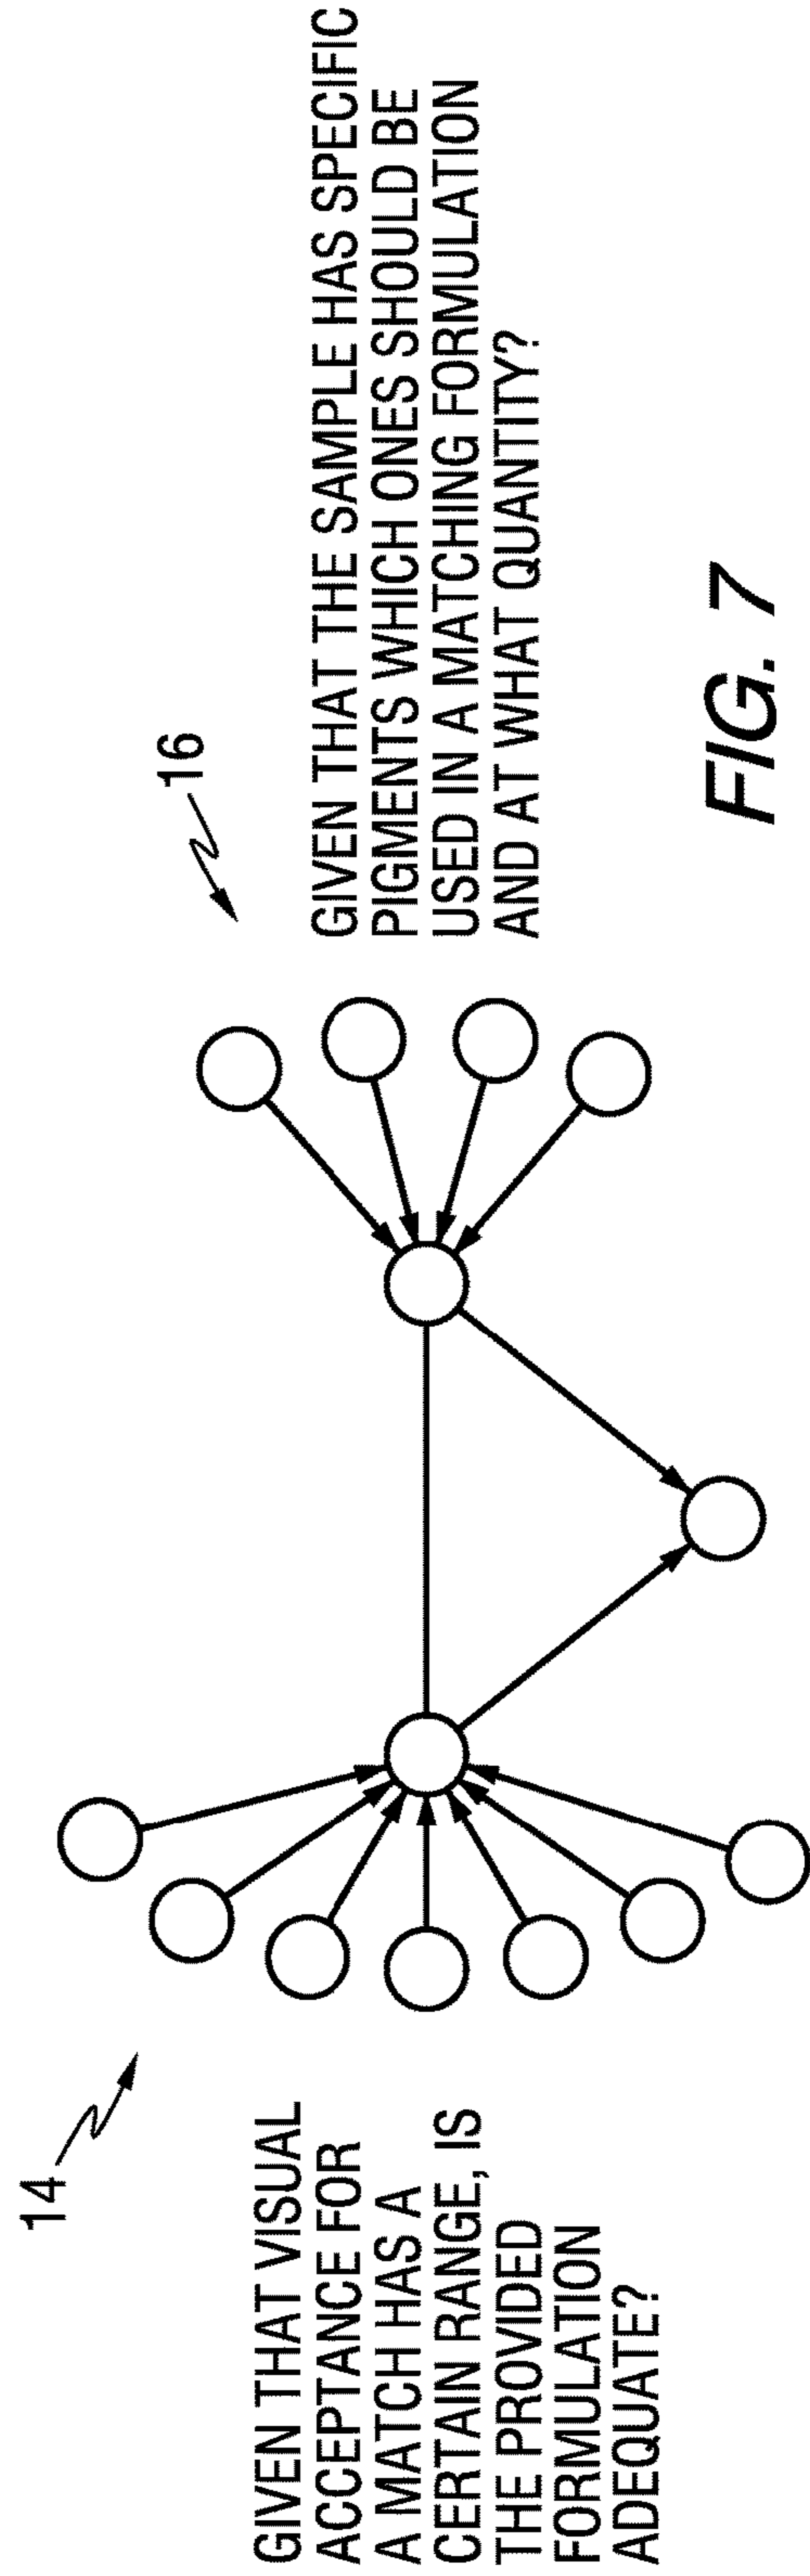 14
GIVEN THAT VISUAL
ACCEPTANCE FOR
A MATCH HAS A
CERTAIN RANGE, IS
THE PROVIDED
FORMULATION
ADEQUATE?
16
GIVEN THAT THE SAMPLE HAS SPECIFIC
PIGMENTS WHICH ONES SHOULD BE
USED IN A MATCHING FORMULATION
AND AT WHAT QUANTITY?
FIG. 7